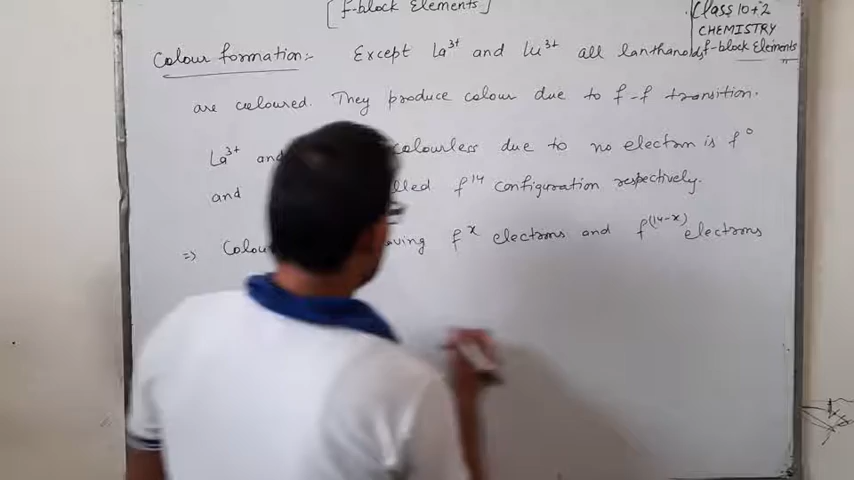 [f-block Elements]
Class 10+2
CHEMISTRY
f-block Elements
Colour formation:- Except La³⁺ and Lu³⁺ all lanthanoids
are coloured. They produce colour due to f-f transition.
La³⁺ and colourless due to no electron is f⁰
and lled f¹⁴ configuration respectively.
=> Colou aving fˣ electrons and f⁽¹⁴⁻ˣ⁾ electrons